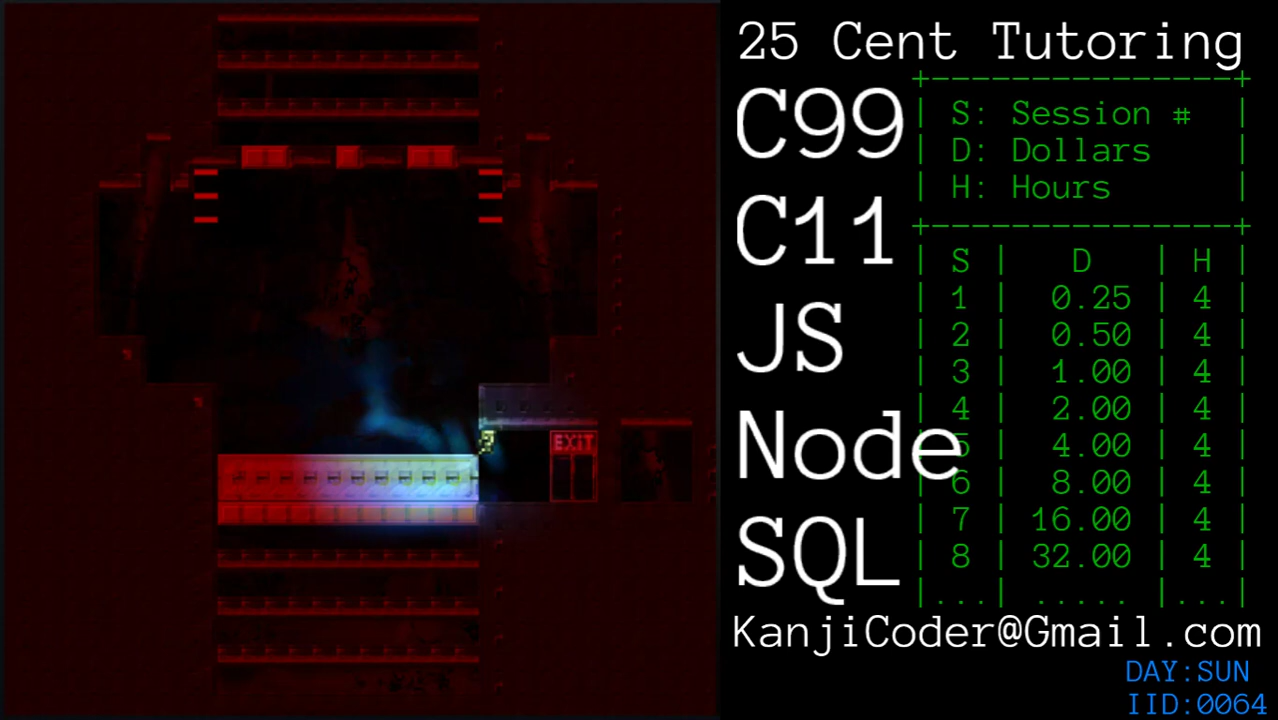 EXIT
25 Cent Tutoring
C99
C11
JS
Node
SQL
+----------------+
| S: Session # |
| D: Dollars |
| H: Hours |
+----------------+
| S | D | H |
| 1 | 0.25 | 4 |
| 2 | 0.50 | 4 |
| 3 | 1.00 | 4 |
| 4 | 2.00 | 4 |
| 5 | 4.00 | 4 |
| 6 | 8.00 | 4 |
| 7 | 16.00 | 4 |
| 8 | 32.00 | 4 |
|...| ..... |...|
KanjiCoder@Gmail.com
DAY:SUN
IID:0064